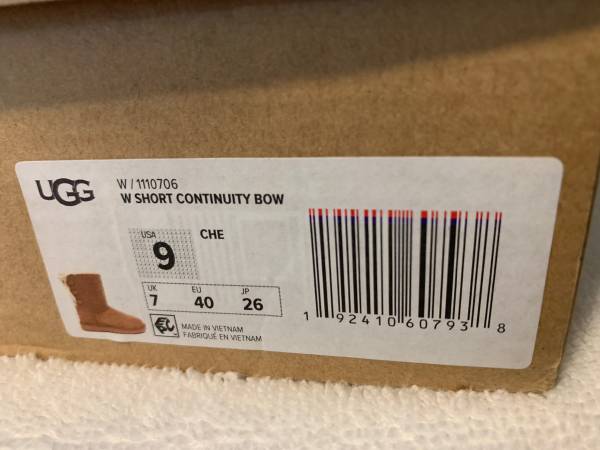 UGG
W / 1110706
W SHORT CONTINUITY BOW
USA
9
CHE
UK EU JP
7 40 26
MADE IN VIETNAM
FABRIQUÉ EN VIETNAM
1 92410 60793 8